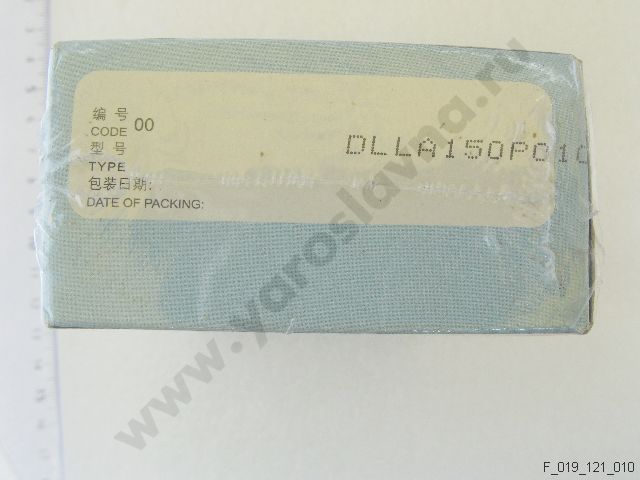 编 号
CODE 00
型 号
DLLA150P010
TYPE
包装日期:
DATE OF PACKING:
www.yaroslavna.ru
F_019_121_010